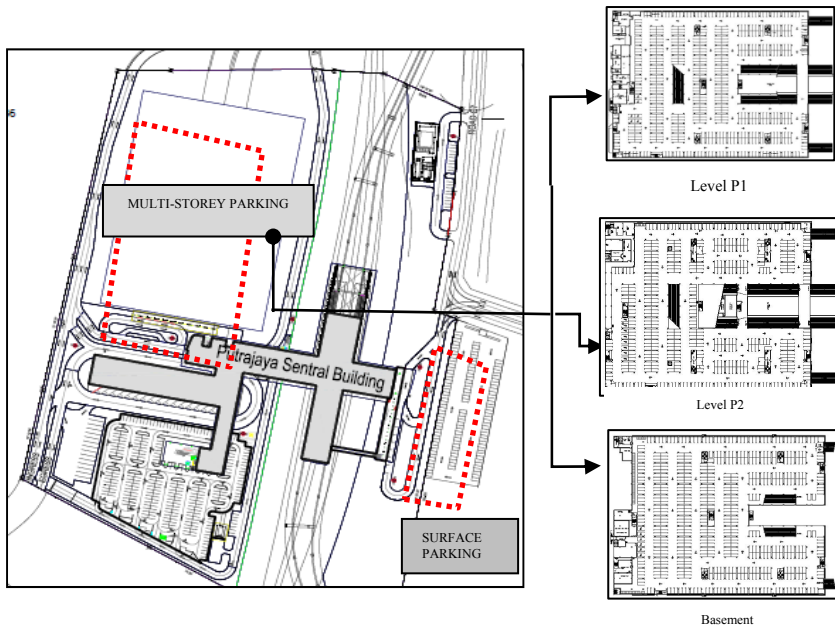 MULTI-STOREY PARKING
Putrajaya Sentral Building
SURFACE
PARKING
Level P1
Level P2
Basement